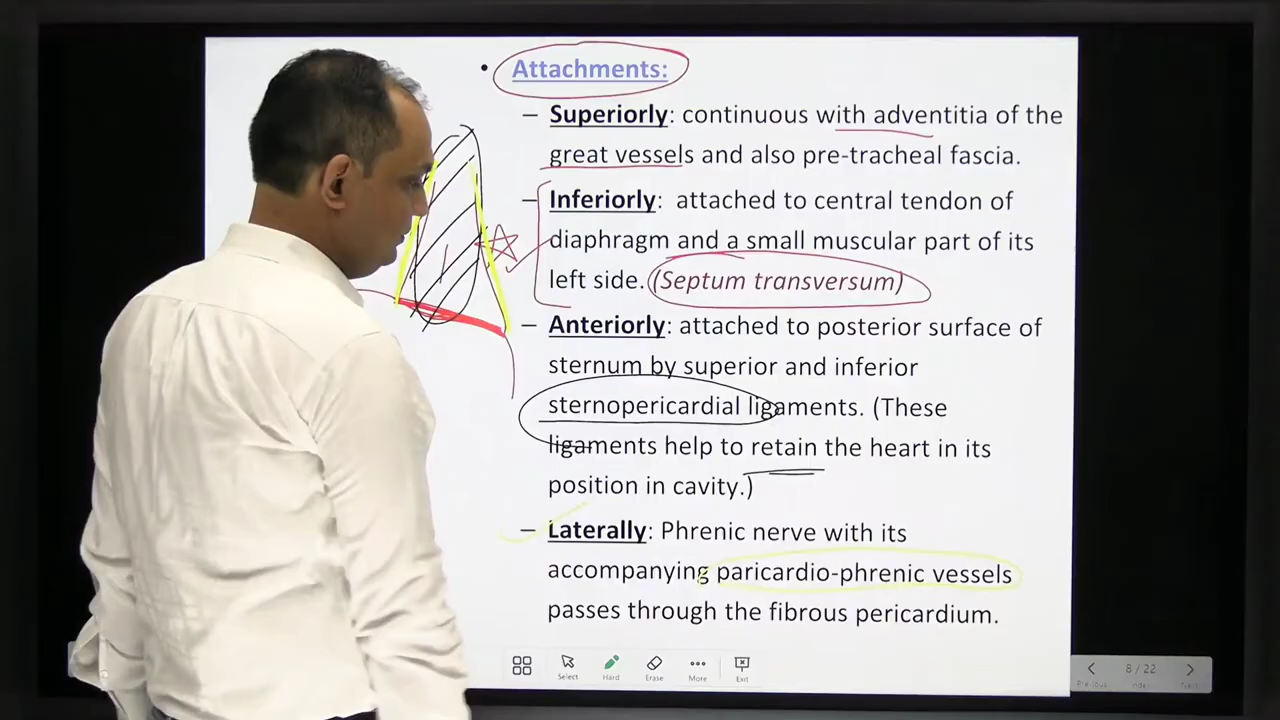 • Attachments:
– Superiorly: continuous with adventitia of the
great vessels and also pre-tracheal fascia.
– Inferiorly: attached to central tendon of
diaphragm and a small muscular part of its
left side. (Septum transversum)
– Anteriorly: attached to posterior surface of
sternum by superior and inferior
sternopericardial ligaments. (These
ligaments help to retain the heart in its
position in cavity.)
– Laterally: Phrenic nerve with its
accompanying paricardio-phrenic vessels
passes through the fibrous pericardium.
Select Hard Erase More Exit
8 / 22
Previous Index Next